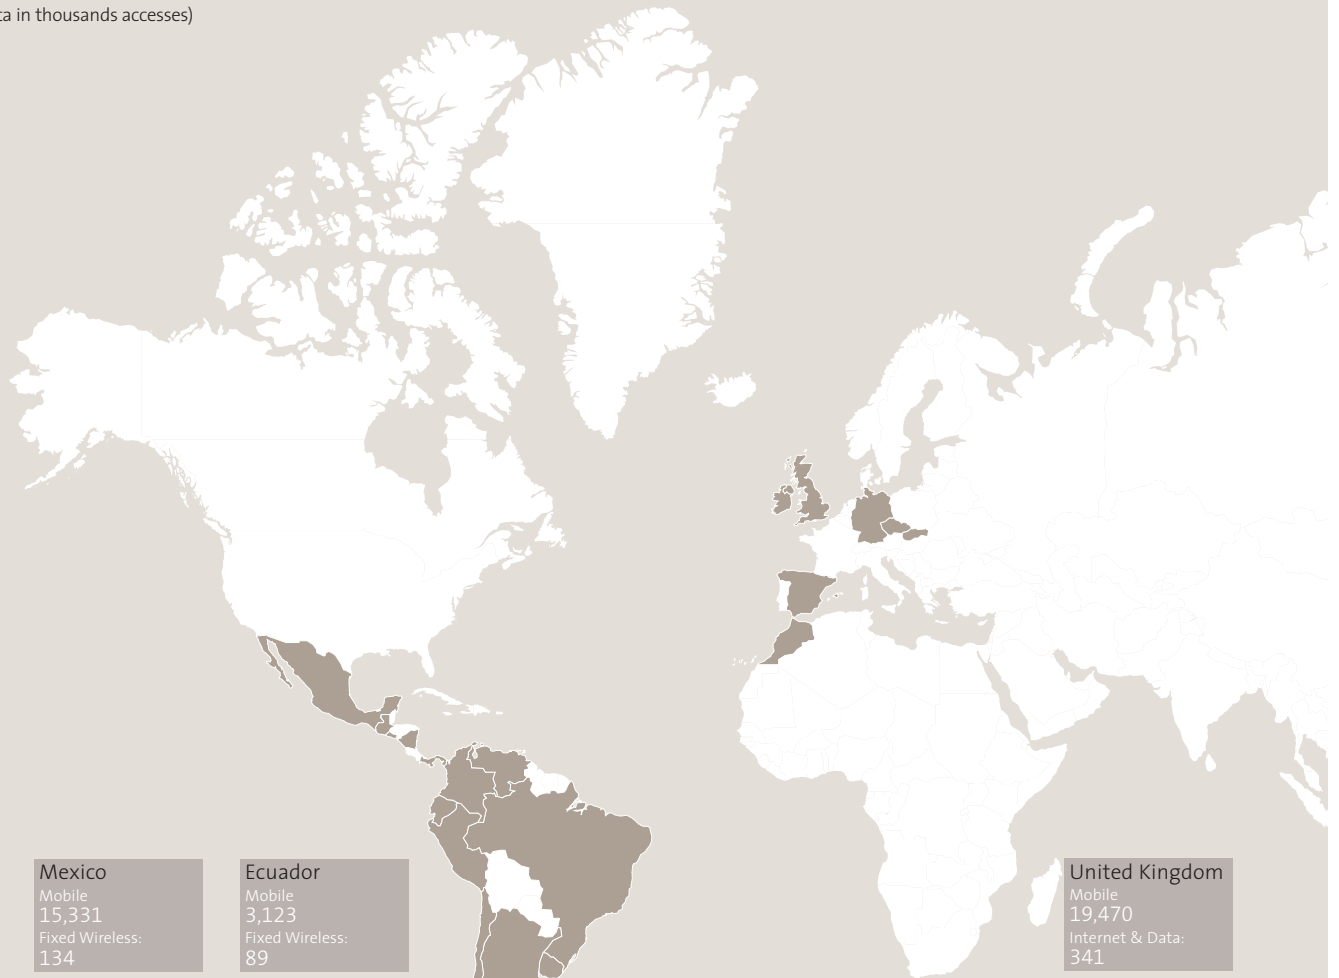 in thousands accesses)
Mexico
Mobile
15,331
Fixed Wireless:
134
Ecuador
Mobile
3,123
Fixed Wireless:
89
United Kingdom
Mobile
19,470
Internet & Data:
341